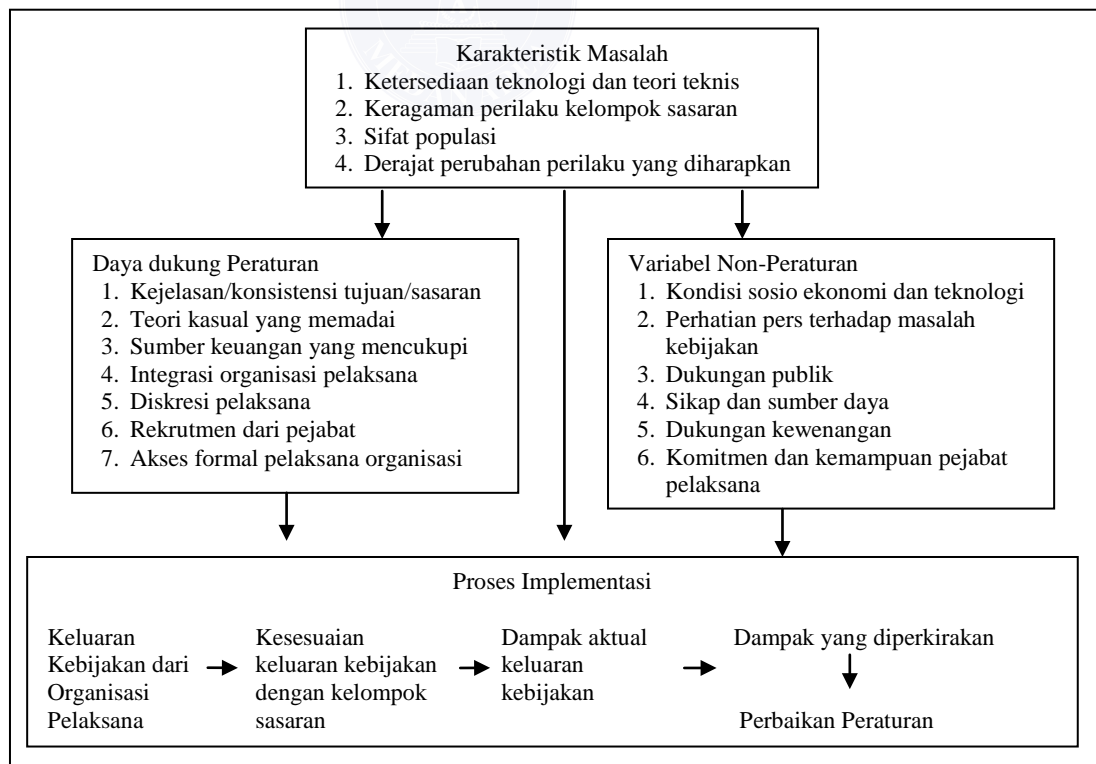 Karakteristik Masalah
1. Ketersediaan teknologi dan teori teknis
2. Keragaman perilaku kelompok sasaran
3. Sifat populasi
4. Derajat perubahan perilaku yang diharapkan
Daya dukung Peraturan
1. Kejelasan/konsistensi tujuan/sasaran
2. Teori kasual yang memadai
3. Sumber keuangan yang mencukupi
4. Integrasi organisasi pelaksana
5. Diskresi pelaksana
6. Rekrutmen dari pejabat
7. Akses formal pelaksana organisasi
Variabel Non-Peraturan
1. Kondisi sosio ekonomi dan teknologi
2. Perhatian pers terhadap masalah
kebijakan
3. Dukungan publik
4. Sikap dan sumber daya
5. Dukungan kewenangan
6. Komitmen dan kemampuan pejabat
pelaksana
Proses Implementasi
Keluaran
Kebijakan dari
Organisasi
Pelaksana
Kesesuaian
keluaran kebijakan
dengan kelompok
sasaran
Dampak aktual
keluaran
kebijakan
Dampak yang diperkirakan
Perbaikan Peraturan